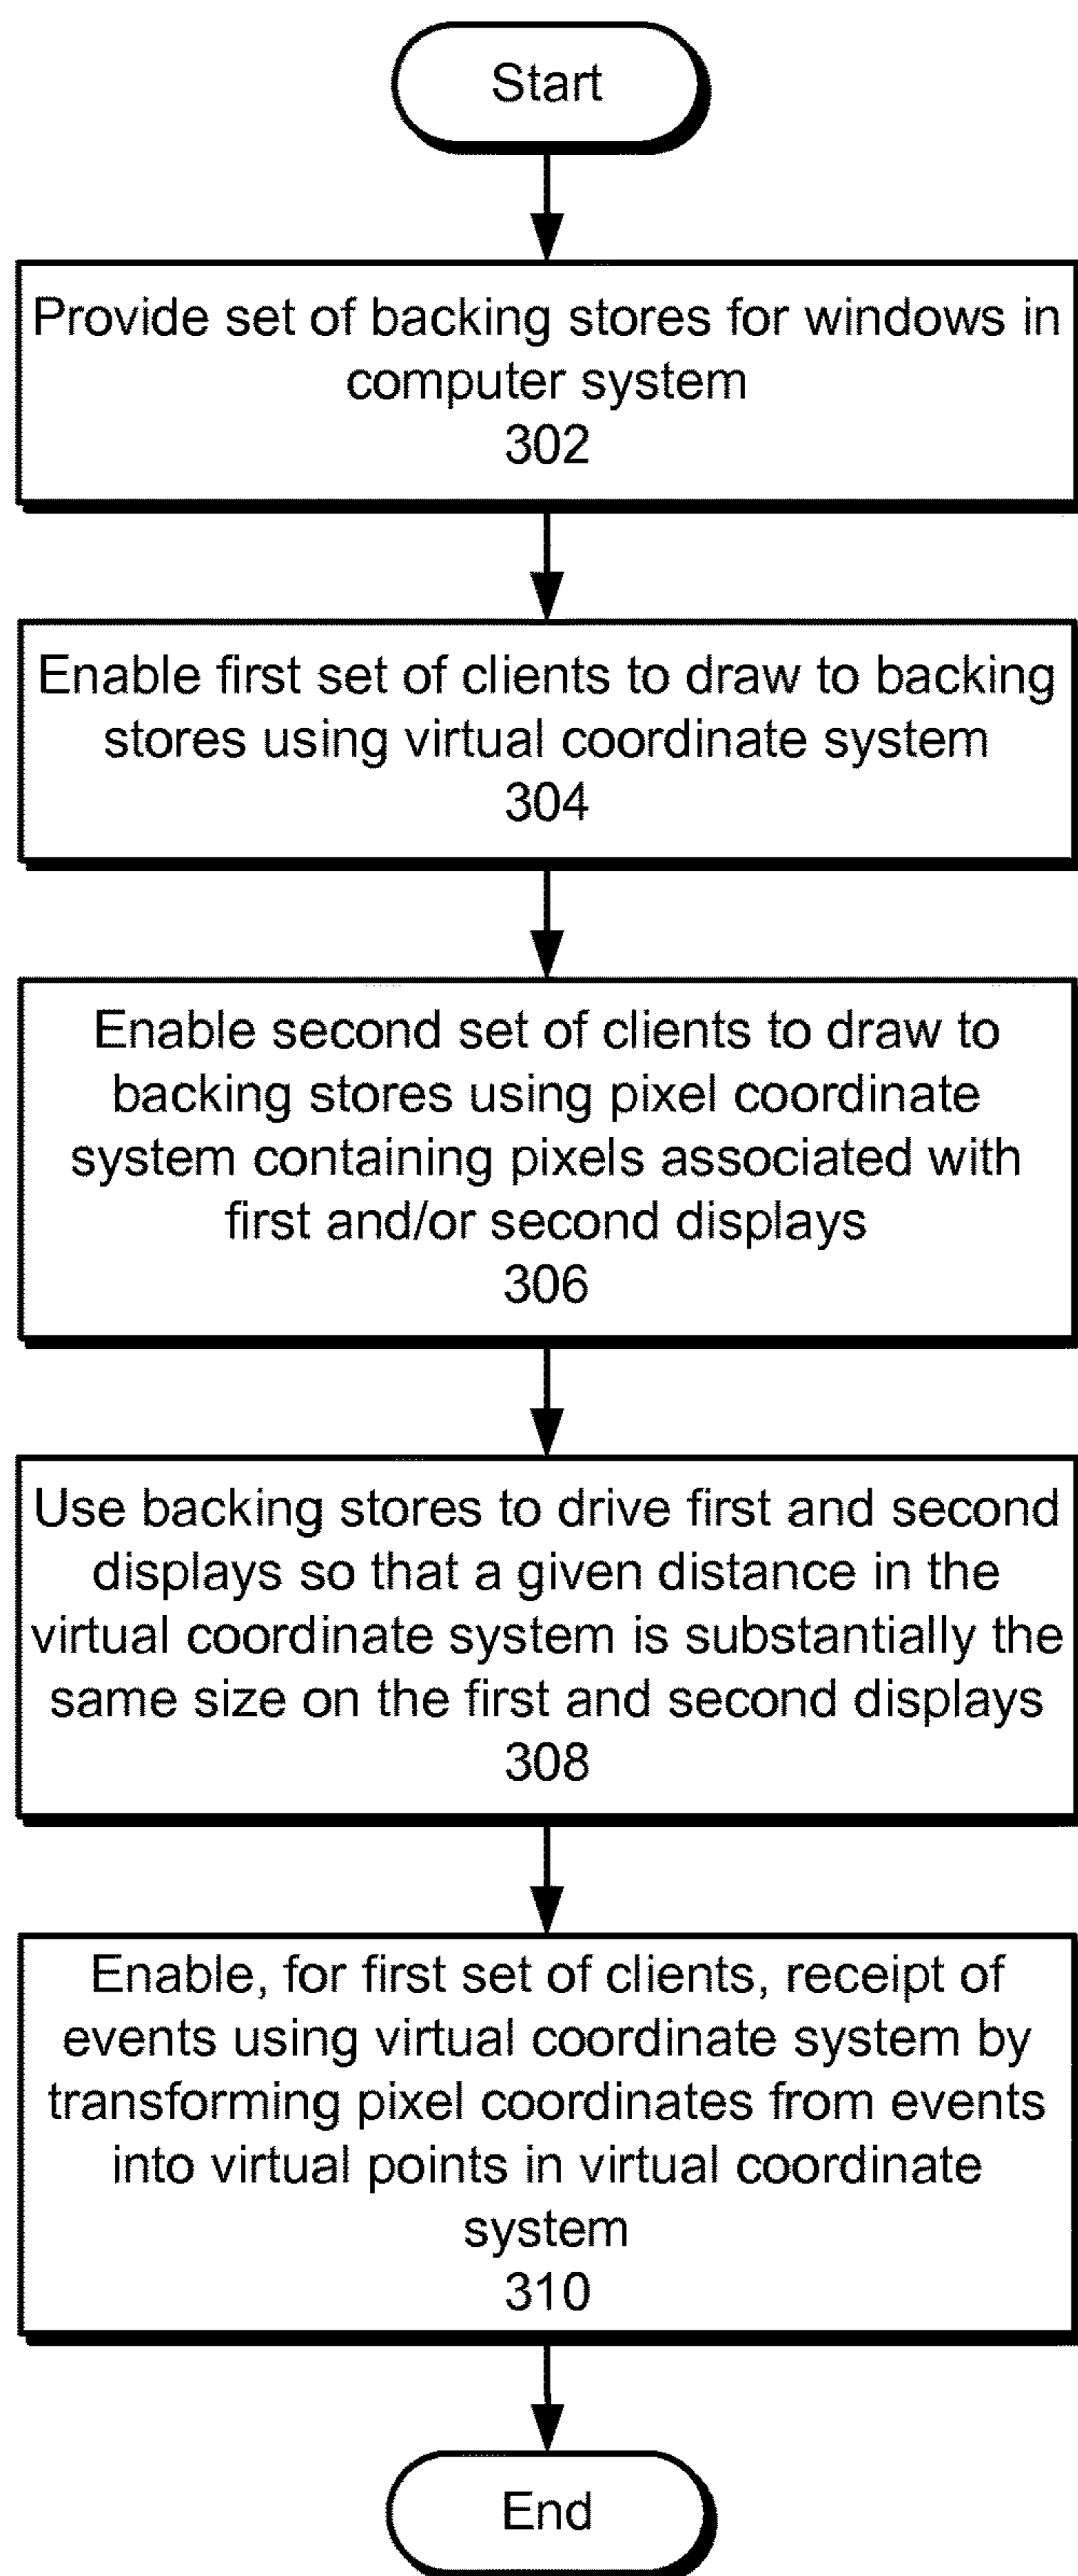 Start
Provide set of backing stores for windows in
computer system
302
Enable first set of clients to draw to backing
stores using virtual coordinate system
304
Enable second set of clients to draw to
backing stores using pixel coordinate
system containing pixels associated with
first and/or second displays
306
Use backing stores to drive first and second
displays so that a given distance in the
virtual coordinate system is substantially the
same size on the first and second displays
308
Enable, for first set of clients, receipt of
events using virtual coordinate system by
transforming pixel coordinates from events
into virtual points in virtual coordinate
system
310
End